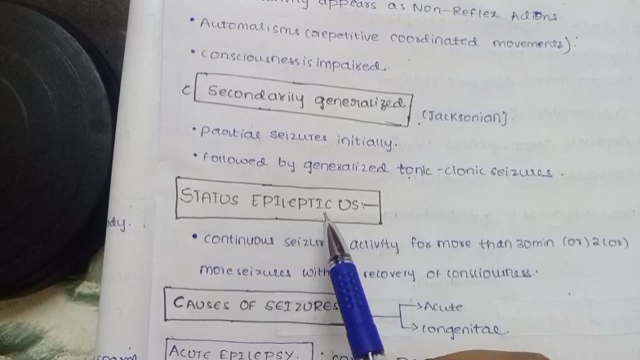 appears as Non-Reflex Actions
• Automatisms (repetitive coordinated movements):
• consciousness is impaired.
c Secondarily generalized (Jacksonian)
• partial seizures initially.
• followed by generalized tonic-clonic seizures.
STATUS EPILEPTICUS:-
• continuous seizure activity for more than 30min (or) 2 (or)
more seizures with recovery of consciousness.
CAUSES OF SEIZURES → Acute
→ congenital
ACUTE EPILEPSY